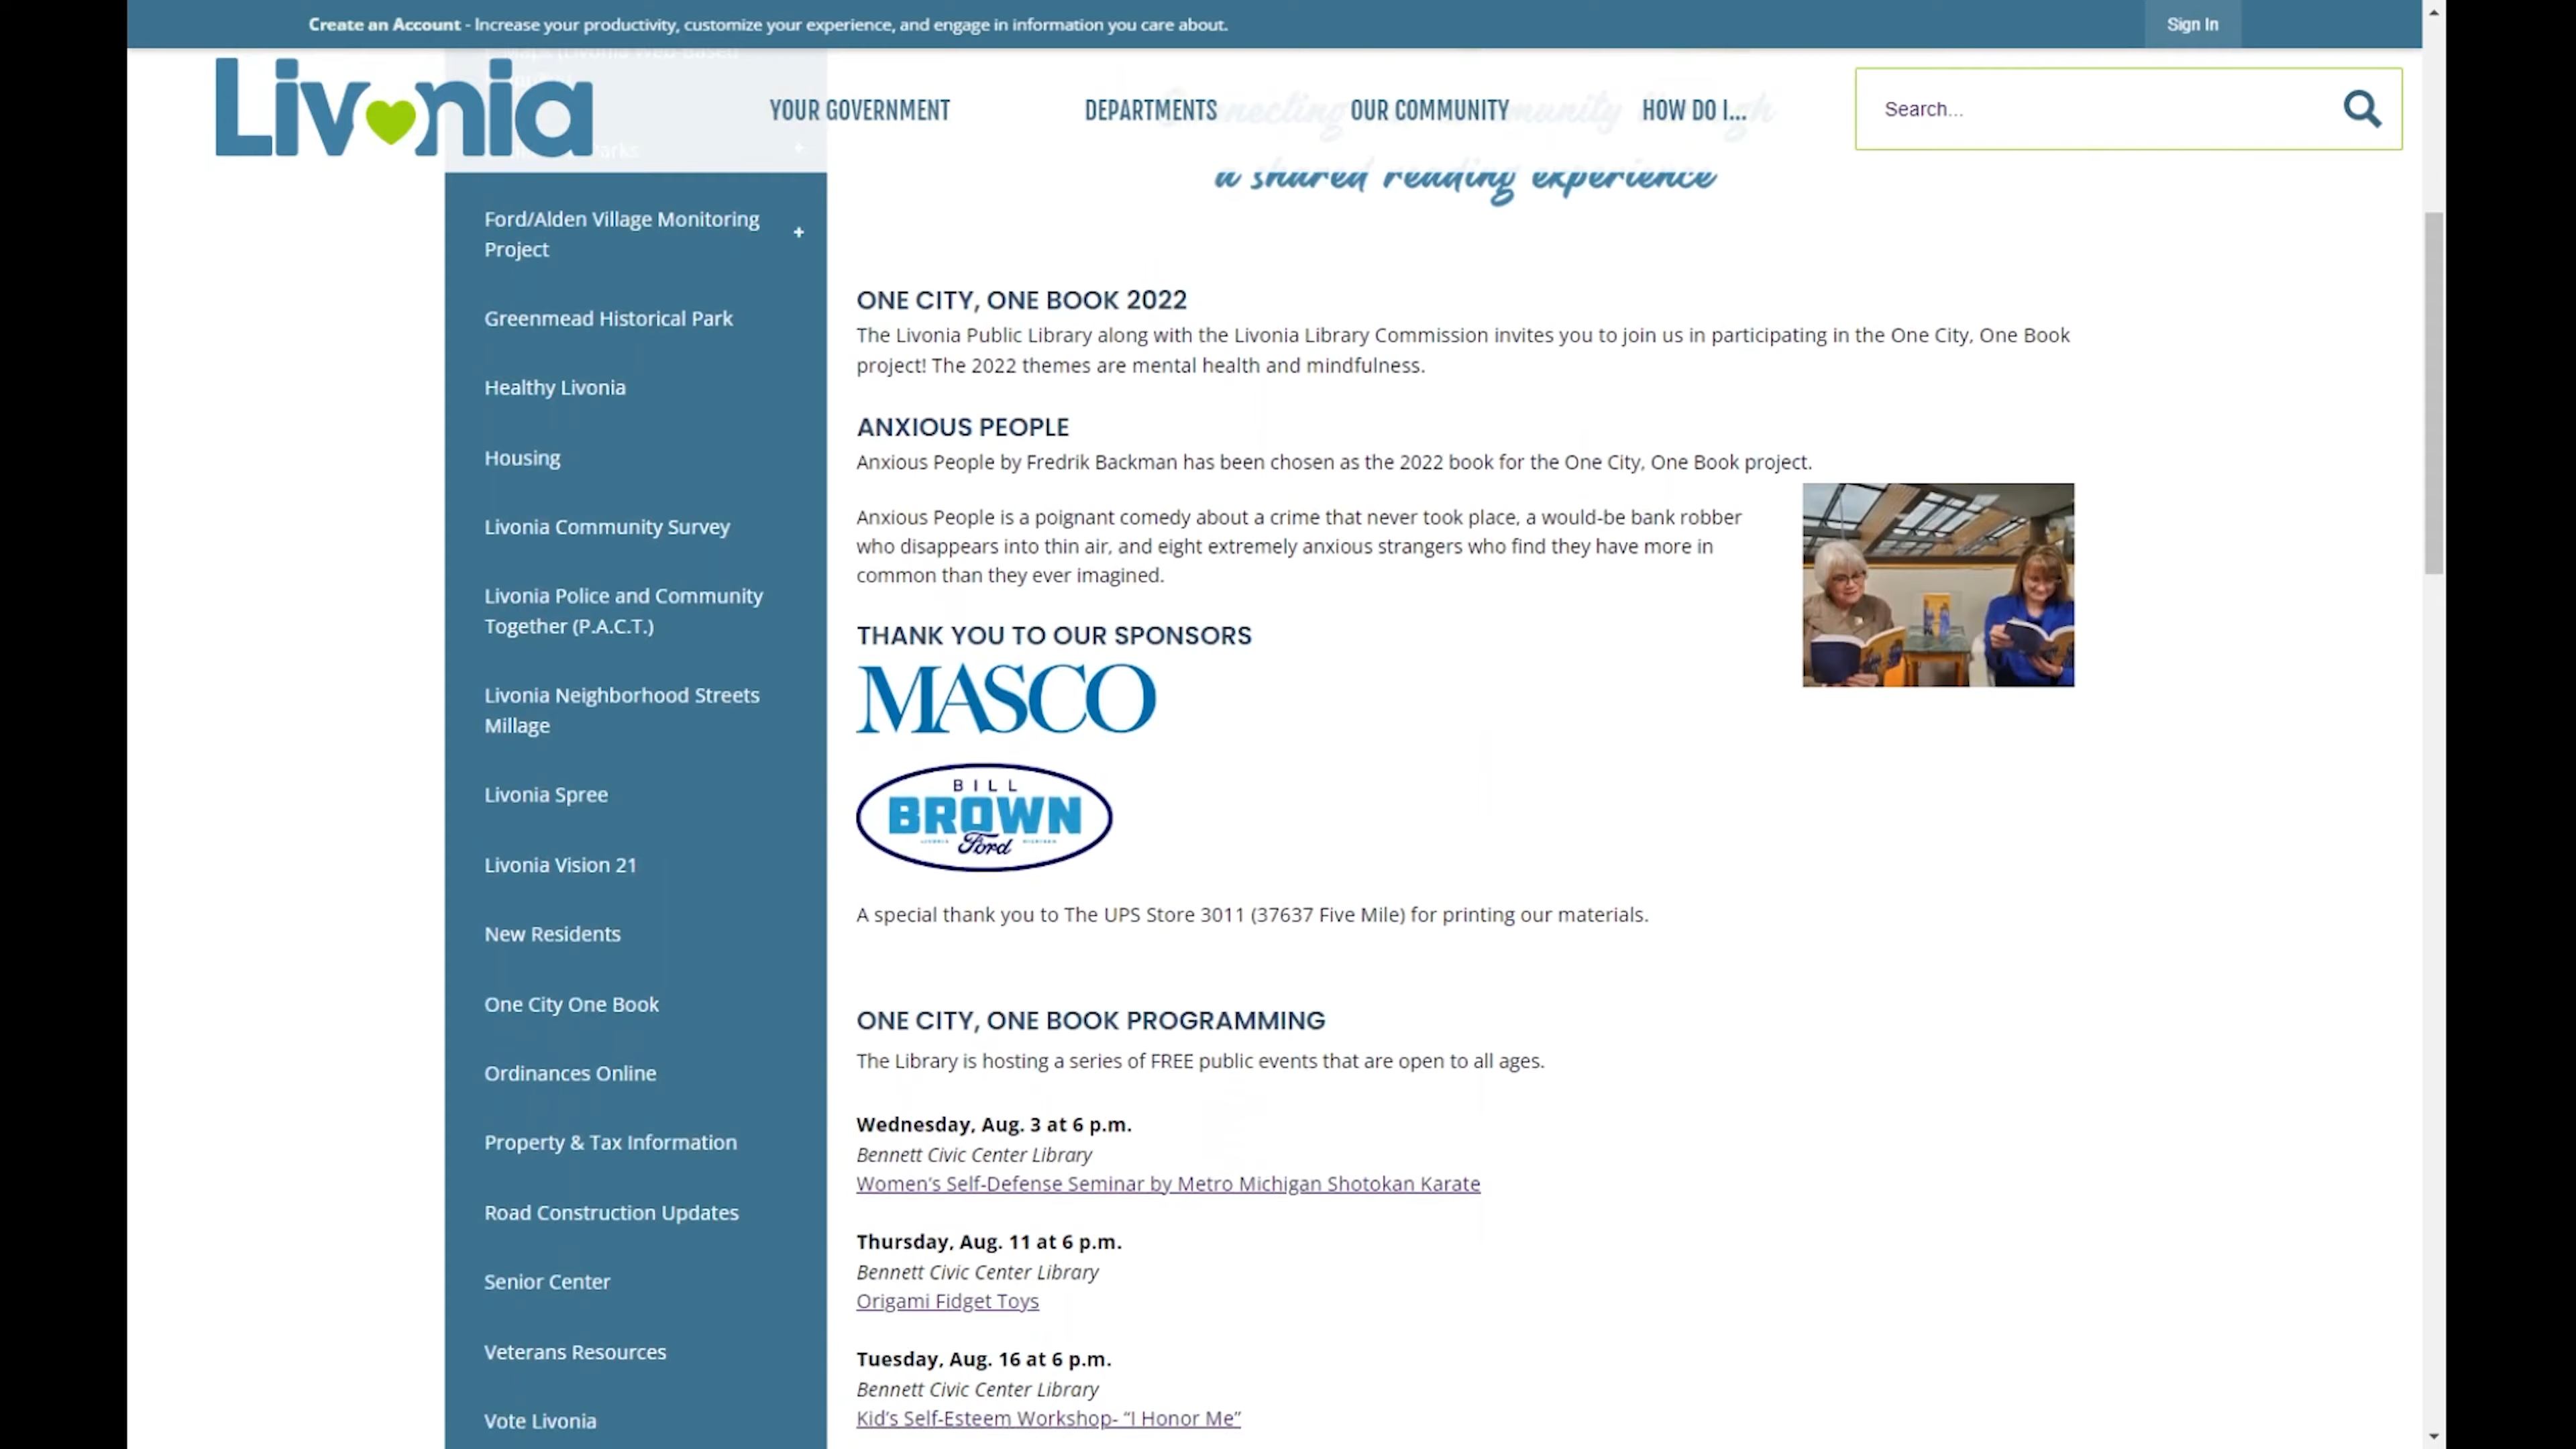 Create an Account - Increase your productivity, customize your experience, and engage in information you care about.
Sign In
Livonia
YOUR GOVERNMENT
DEPARTMENTS
OUR COMMUNITY
HOW DO I...
Search...
a shared reading experience
Ford/Alden Village Monitoring
Project
+
Greenmead Historical Park
Healthy Livonia
Housing
Livonia Community Survey
Livonia Police and Community
Together (P.A.C.T.)
Livonia Neighborhood Streets
Millage
Livonia Spree
Livonia Vision 21
New Residents
One City One Book
Ordinances Online
Property & Tax Information
Road Construction Updates
Senior Center
Veterans Resources
Vote Livonia
ONE CITY, ONE BOOK 2022
The Livonia Public Library along with the Livonia Library Commission invites you to join us in participating in the One City, One Book
project! The 2022 themes are mental health and mindfulness.
ANXIOUS PEOPLE
Anxious People by Fredrik Backman has been chosen as the 2022 book for the One City, One Book project.
Anxious People is a poignant comedy about a crime that never took place, a would-be bank robber
who disappears into thin air, and eight extremely anxious strangers who find they have more in
common than they ever imagined.
THANK YOU TO OUR SPONSORS
MASCO
BILL
BROWN
Ford
A special thank you to The UPS Store 3011 (37637 Five Mile) for printing our materials.
ONE CITY, ONE BOOK PROGRAMMING
The Library is hosting a series of FREE public events that are open to all ages.
Wednesday, Aug. 3 at 6 p.m.
Bennett Civic Center Library
Women's Self-Defense Seminar by Metro Michigan Shotokan Karate
Thursday, Aug. 11 at 6 p.m.
Bennett Civic Center Library
Origami Fidget Toys
Tuesday, Aug. 16 at 6 p.m.
Bennett Civic Center Library
Kid's Self-Esteem Workshop- “I Honor Me”